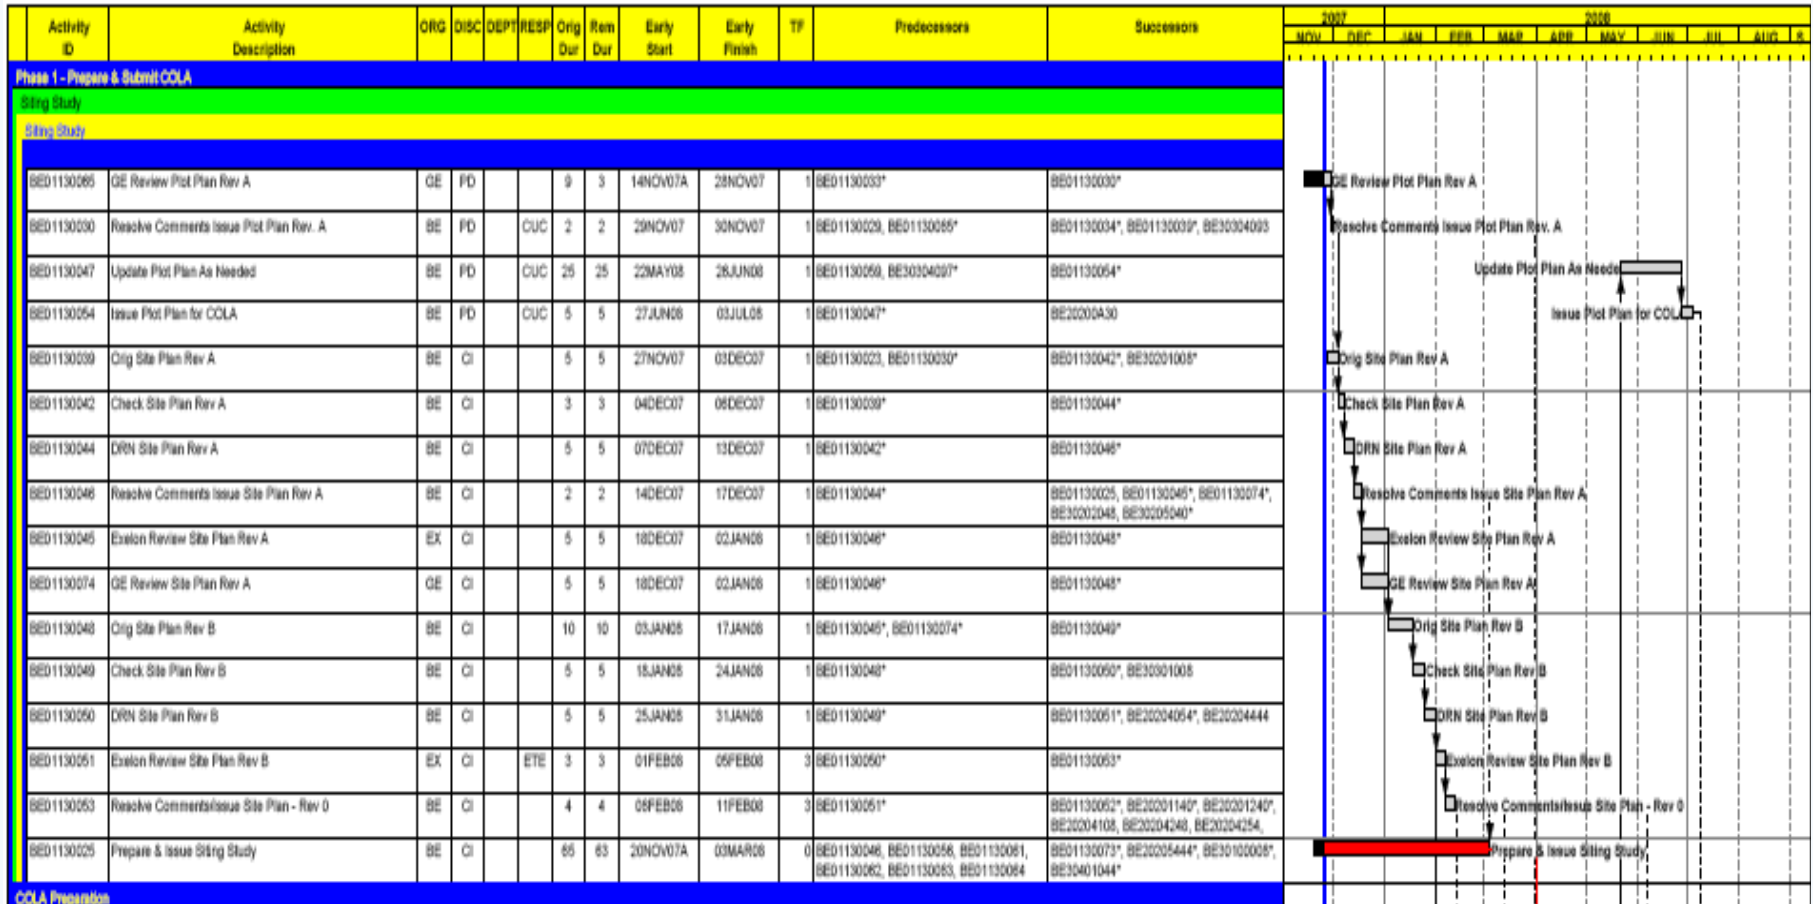 Activity ID Activity Description ORG DISC DEPT RESP Orig Dur Rem Dur Early Start Early Finish TF Predecessors Successors
2007 2008
NOV DEC JAN FEB MAR APR MAY JUN JUL AUG S
Phase 1 - Prepare & Submit COLA
Siting Study
Siting Study
BE01130065 GE Review Plot Plan Rev A GE PD 9 3 14NOV07A 28NOV07 1 BE01130033* BE01130030* GE Review Plot Plan Rev A
BE01130030 Resolve Comments Issue Plot Plan Rev. A BE PD CUC 2 2 29NOV07 30NOV07 1 BE01130029, BE01130065* BE01130034*, BE01130039*, BE30304093 Resolve Comments Issue Plot Plan Rev. A
BE01130047 Update Plot Plan As Needed BE PD CUC 25 25 22MAY08 26JUN08 1 BE01130059, BE30304097* BE01130054* Update Plot Plan As Neede
BE01130054 Issue Plot Plan for COLA BE PD CUC 5 5 27JUN08 03JUL08 1 BE01130047* BE20200A30 Issue Plot Plan for COL
BE01130039 Orig Site Plan Rev A BE CI 5 5 27NOV07 03DEC07 1 BE01130023, BE01130030* BE01130042*, BE30201008* Orig Site Plan Rev A
BE01130042 Check Site Plan Rev A BE CI 3 3 04DEC07 06DEC07 1 BE01130039* BE01130044* Check Site Plan Rev A
BE01130044 DRN Site Plan Rev A BE CI 5 5 07DEC07 13DEC07 1 BE01130042* BE01130046* DRN Site Plan Rev A
BE01130046 Resolve Comments Issue Site Plan Rev A BE CI 2 2 14DEC07 17DEC07 1 BE01130044* BE01130025, BE01130045*, BE01130074*, Resolve Comments Issue Site Plan Rev A
BE30202048, BE30205040*
BE01130045 Exelon Review Site Plan Rev A EX CI 5 5 18DEC07 02JAN08 1 BE01130046* BE01130048* Exelon Review Site Plan Rev A
BE01130074 GE Review Site Plan Rev A GE CI 5 5 18DEC07 02JAN08 1 BE01130046* BE01130048* GE Review Site Plan Rev A
BE01130048 Orig Site Plan Rev B BE CI 10 10 03JAN08 17JAN08 1 BE01130045*, BE01130074* BE01130049* Orig Site Plan Rev B
BE01130049 Check Site Plan Rev B BE CI 5 5 18JAN08 24JAN08 1 BE01130048* BE01130050*, BE30301008 Check Site Plan Rev B
BE01130050 DRN Site Plan Rev B BE CI 5 5 25JAN08 31JAN08 1 BE01130049* BE01130051*, BE20204054*, BE20204444 DRN Site Plan Rev B
BE01130051 Exelon Review Site Plan Rev B EX CI ETE 3 3 01FEB08 05FEB08 3 BE01130050* BE01130053* Exelon Review Site Plan Rev B
BE01130053 Resolve Comments/Issue Site Plan - Rev 0 BE CI 4 4 06FEB08 11FEB08 3 BE01130051* BE01130052*, BE20201140*, BE20201240*, Resolve Comments/Issue Site Plan - Rev 0
BE20204108, BE20204248, BE20204254,
BE01130025 Prepare & Issue Siting Study BE CI 65 63 20NOV07A 03MAR08 0 BE01130046, BE01130056, BE01130061, BE01130073*, BE20205444*, BE30100008*, Prepare & Issue Siting Study
BE01130062, BE01130063, BE01130064 BE30401044*
COLA Preparation